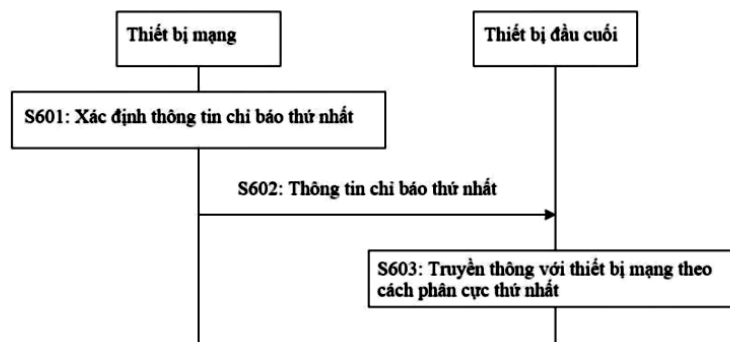 Thiết bị mạng
Thiết bị đầu cuối
S601: Xác định thông tin chỉ báo thứ nhất
S602: Thông tin chỉ báo thứ nhất
S603: Truyền thông với thiết bị mạng theo
cách phân cực thứ nhất